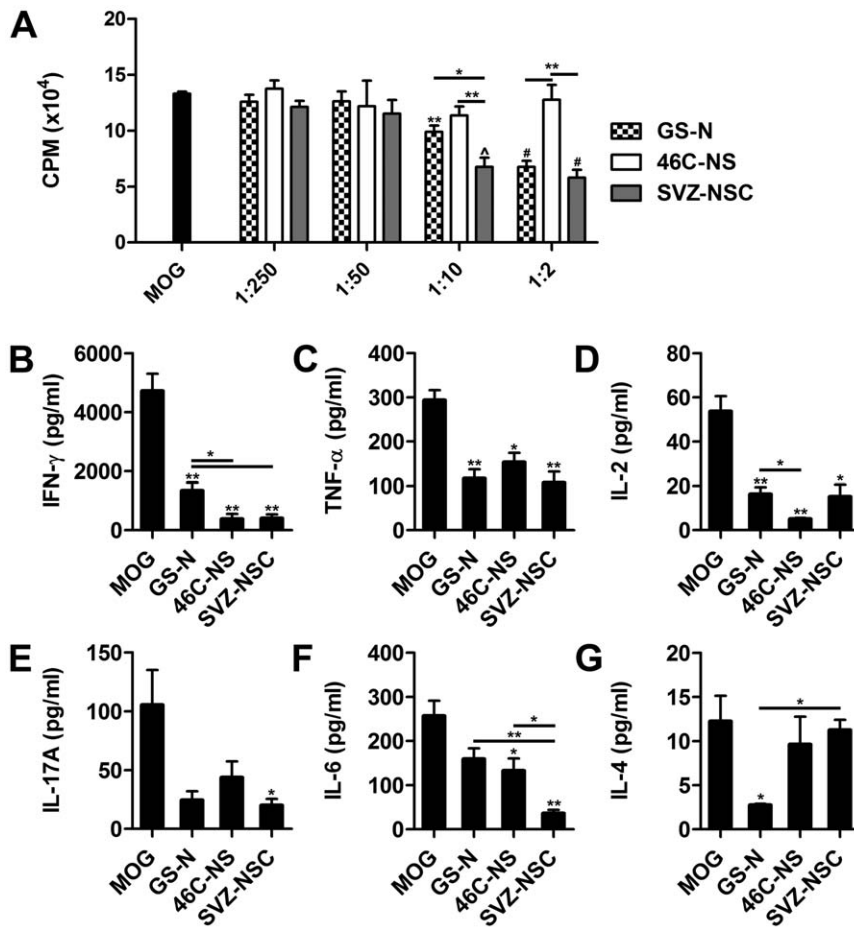 A
CPM (x10⁴)
20
15
10
5
0
MOG
1:250
1:50
1:10
1:2
*
**
**
**
^
#
#
GS-N
46C-NS
SVZ-NSC
B
IFN-γ (pg/ml)
6000
4000
2000
0
*
**
**
**
MOG
GS-N
46C-NS
SVZ-NSC
C
TNF-α (pg/ml)
400
300
200
100
0
**
*
**
MOG
GS-N
46C-NS
SVZ-NSC
D
IL-2 (pg/ml)
80
60
40
20
0
*
**
**
*
MOG
GS-N
46C-NS
SVZ-NSC
E
IL-17A (pg/ml)
150
100
50
0
*
MOG
GS-N
46C-NS
SVZ-NSC
F
IL-6 (pg/ml)
400
300
200
100
0
*
**
*
**
MOG
GS-N
46C-NS
SVZ-NSC
G
IL-4 (pg/ml)
15
10
5
0
*
*
MOG
GS-N
46C-NS
SVZ-NSC